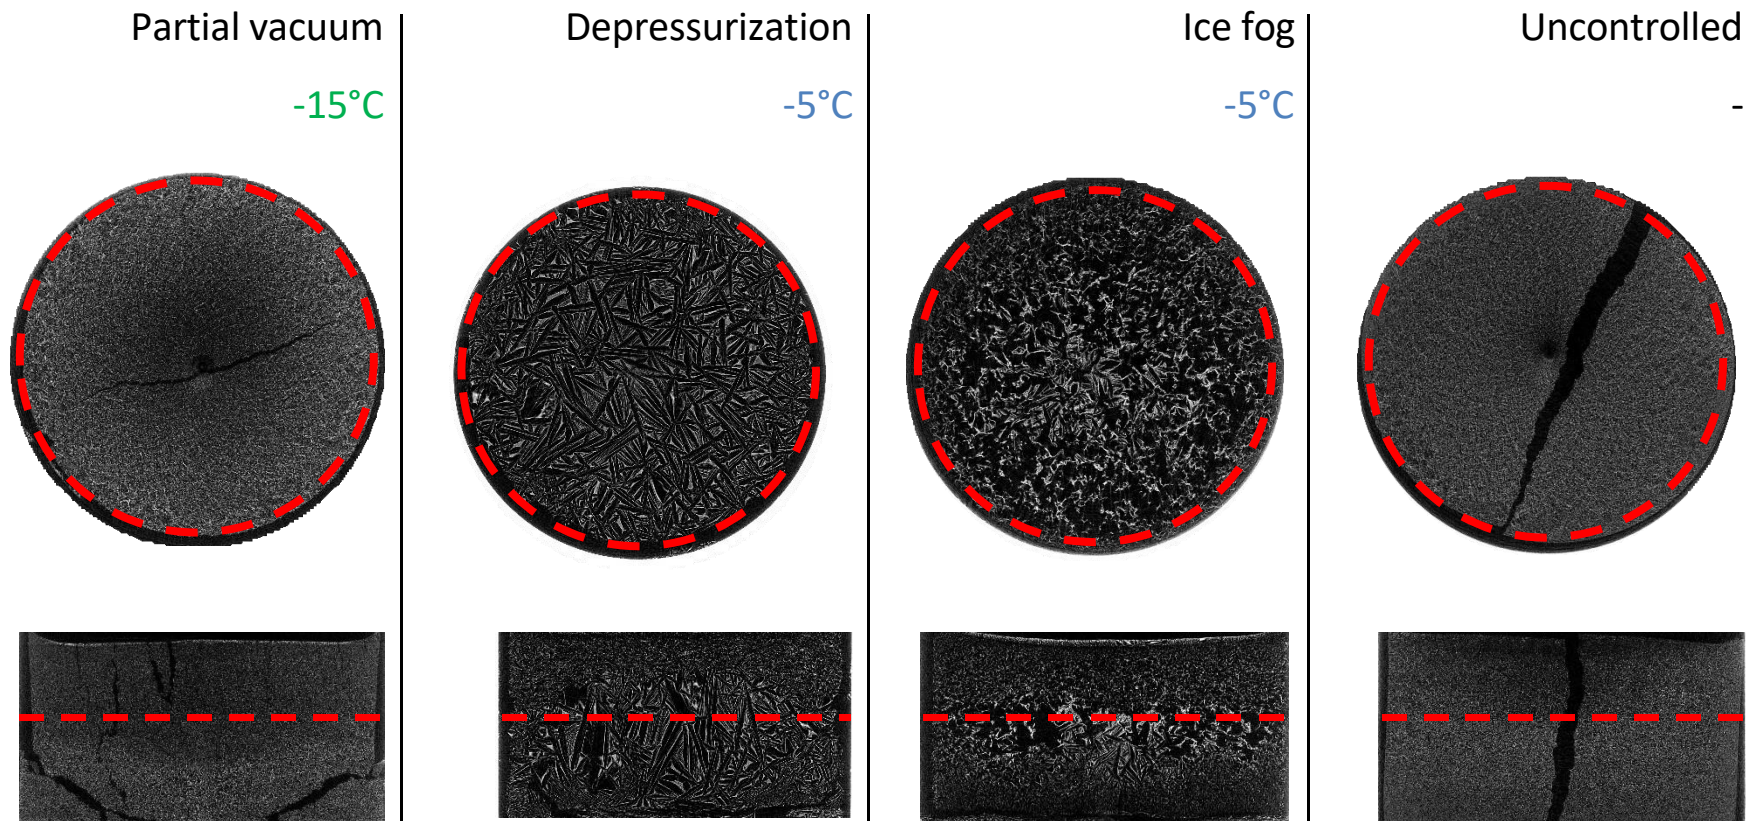 Partial vacuum
-15°C
Depressurization
-5°C
Ice fog
-5°C
Uncontrolled
-